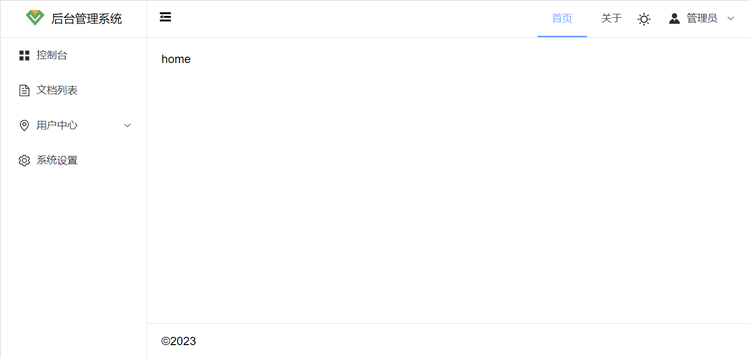 后台管理系统
首页 关于 管理员
控制台
文档列表
用户中心
系统设置
home
©2023